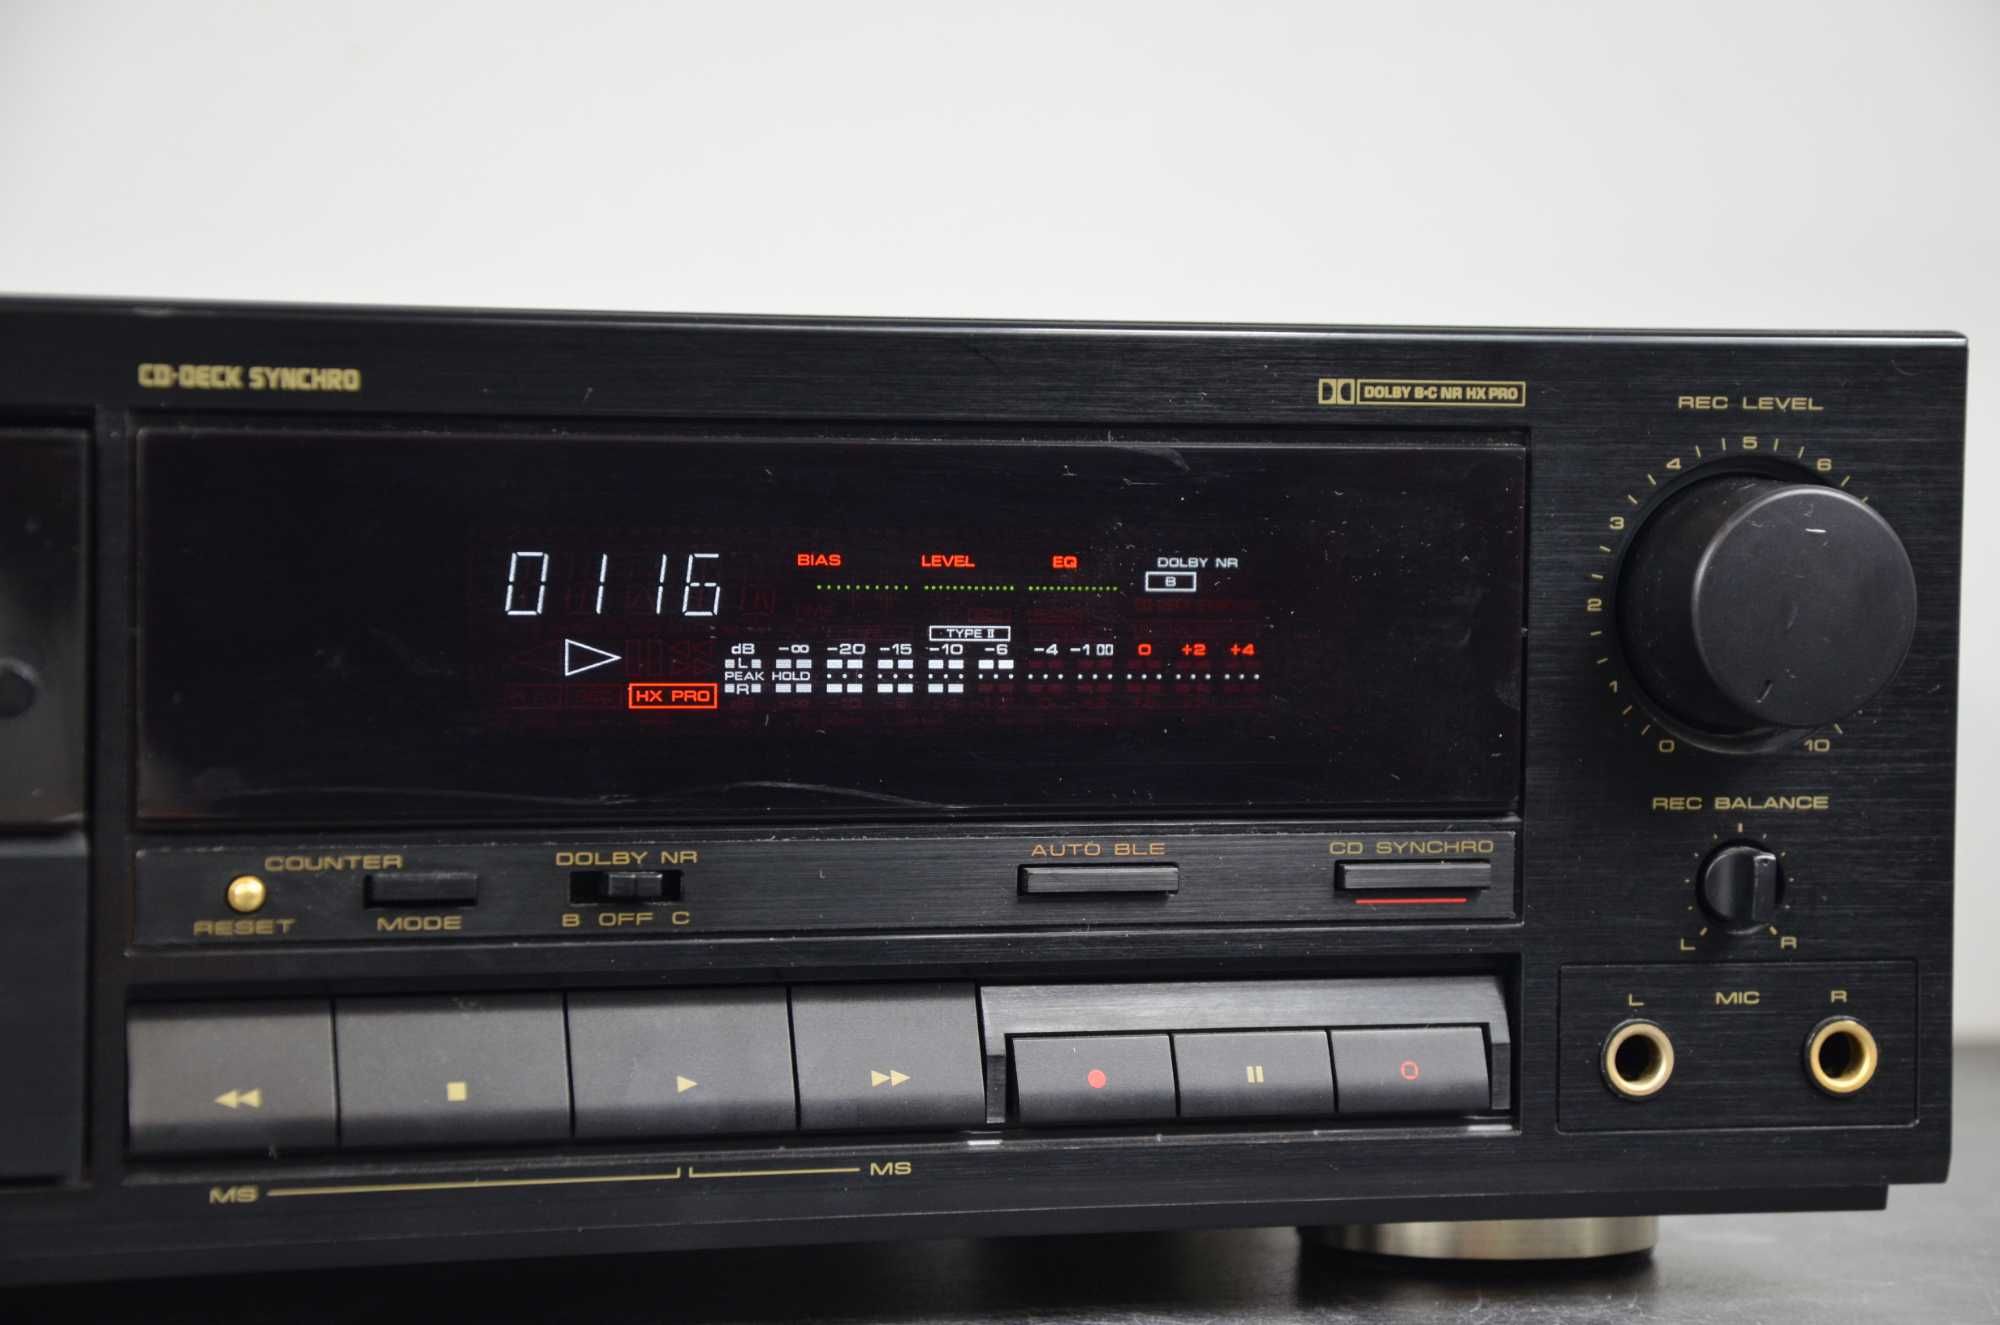 CD·DECK SYNCHRO
DOLBY B·C NR HX PRO
REC LEVEL
0 1 2 3 4 5 6 10
0116
BIAS LEVEL EQ DOLBY NR
B
TYPE II
dB -∞ -20 -15 -10 -6 -4 -1 0 +2 +4
L
PEAK HOLD
R
HX PRO
REC BALANCE
L R
COUNTER
RESET
MODE
DOLBY NR
B OFF C
AUTO BLE
CD SYNCHRO
L MIC R
MS
MS